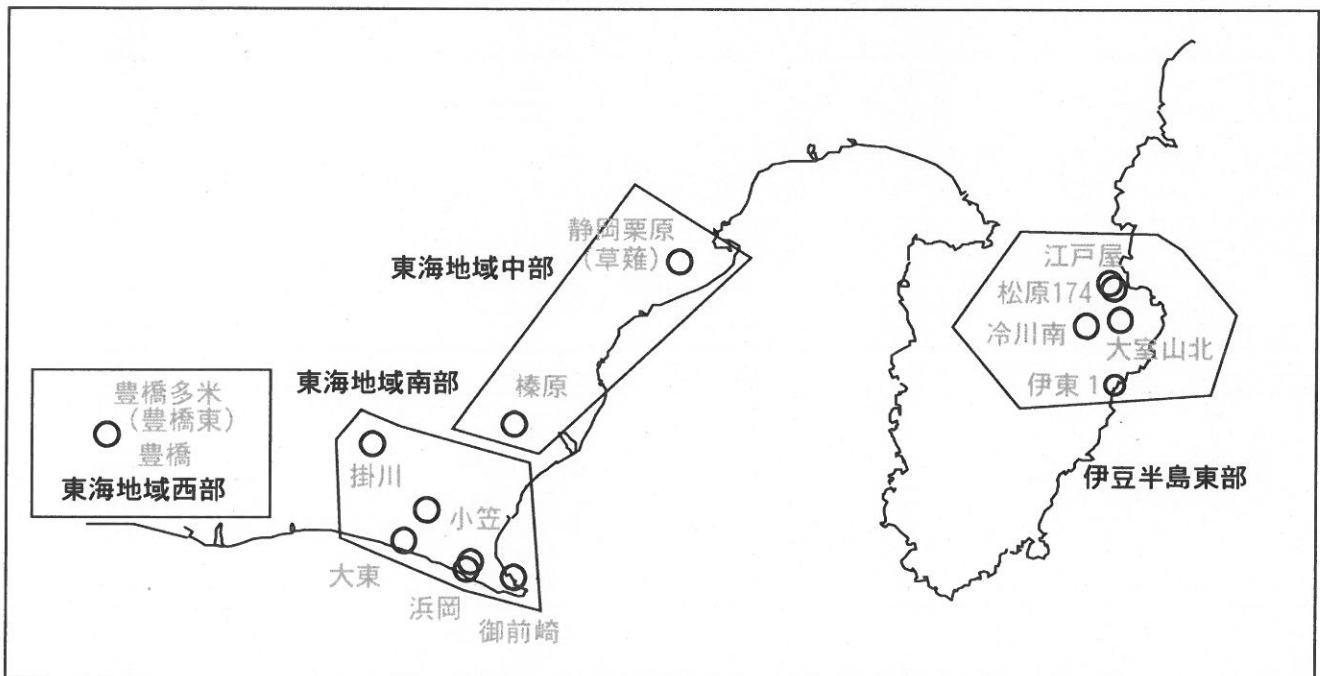 静岡栗原
(草薙)
東海地域中部
江戸屋
松原174
冷川南
大室山北
伊東1
伊豆半島東部
東海地域南部
榛原
豊橋多米
(豊橋東)
豊橋
東海地域西部
掛川
小笠
大東
浜岡
御前崎